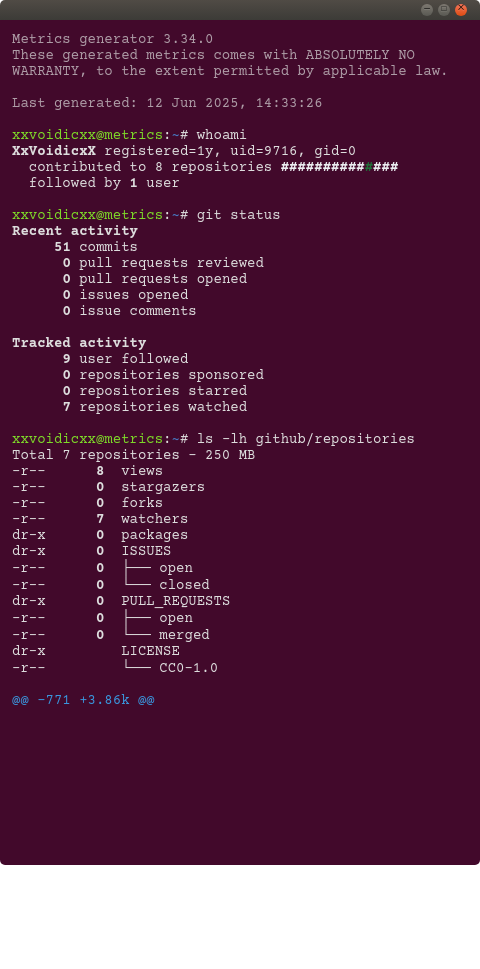 Metrics generator 3.34.0
These generated metrics comes with ABSOLUTELY NO
WARRANTY, to the extent permitted by applicable law.
Last generated: 12 Jun 2025, 14:33:26
xxvoidicxx@metrics:~# whoami
XxVoidicxX registered=1y, uid=9716, gid=0
contributed to 8 repositories ##############
followed by 1 user
xxvoidicxx@metrics:~# git status
Recent activity
51 commits
0 pull requests reviewed
0 pull requests opened
0 issues opened
0 issue comments
Tracked activity
9 user followed
0 repositories sponsored
0 repositories starred
7 repositories watched
xxvoidicxx@metrics:~# ls -lh github/repositories
Total 7 repositories - 250 MB
-r-- 8 views
-r-- 0 stargazers
-r-- 0 forks
-r-- 7 watchers
dr-x 0 packages
dr-x 0 ISSUES
-r-- 0 ├── open
-r-- 0 └── closed
dr-x 0 PULL_REQUESTS
-r-- 0 ├── open
-r-- 0 └── merged
dr-x LICENSE
-r-- └── CC0-1.0
@@ -771 +3.86k @@